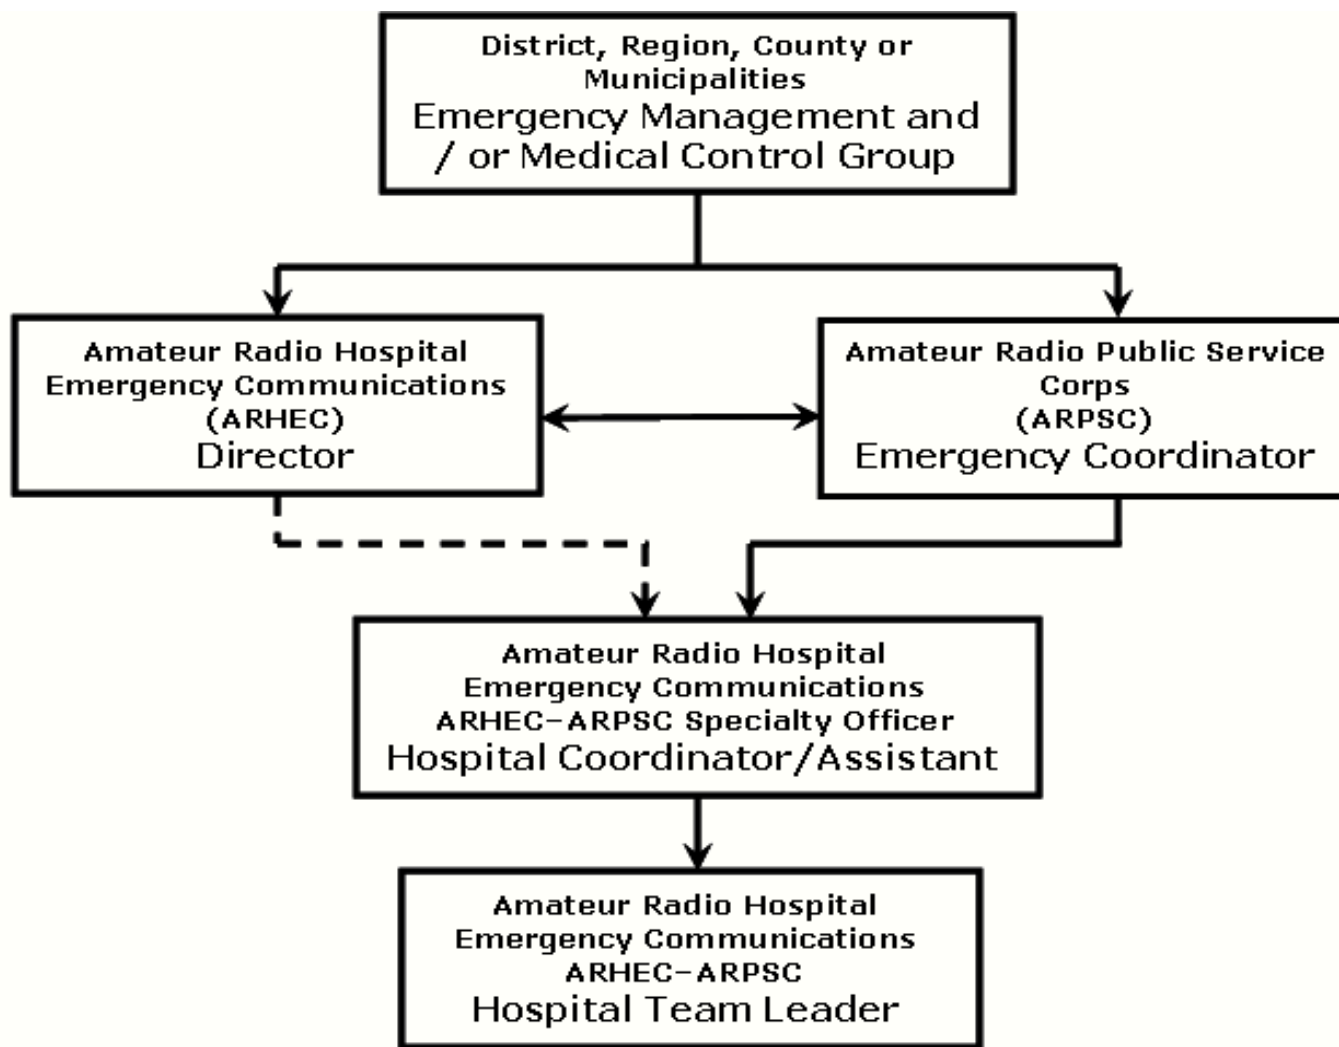 District, Region, County or
Municipalities
Emergency Management and
/ or Medical Control Group
Amateur Radio Hospital
Emergency Communications
(ARHEC)
Director
Amateur Radio Public Service
Corps
(ARPSC)
Emergency Coordinator
Amateur Radio Hospital
Emergency Communications
ARHEC-ARPSC Specialty Officer
Hospital Coordinator/Assistant
Amateur Radio Hospital
Emergency Communications
ARHEC-ARPSC
Hospital Team Leader